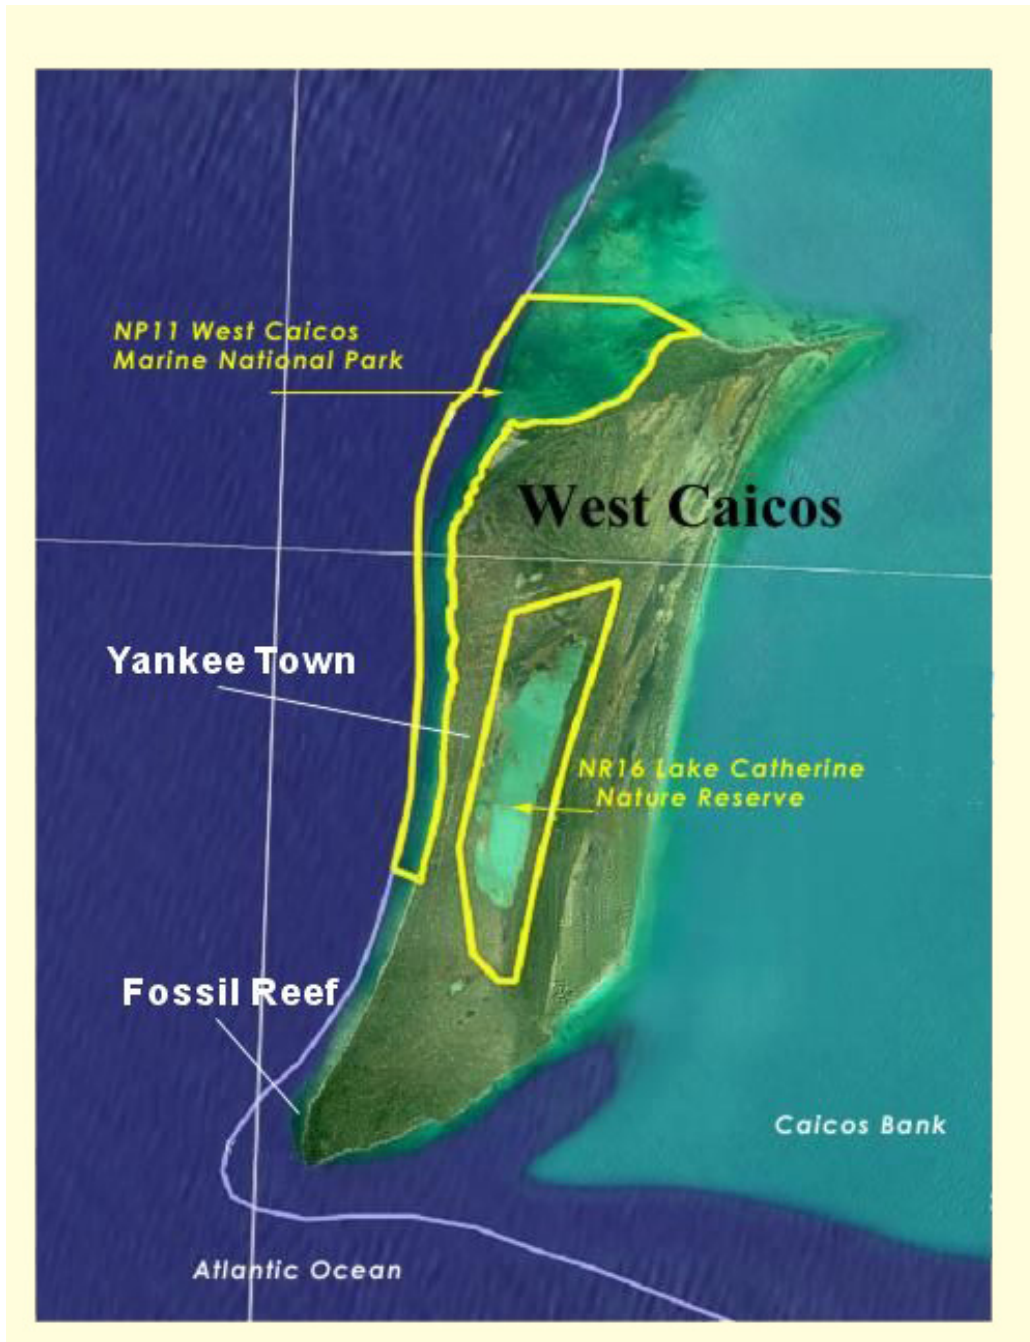 NP11 West Caicos
Marine National Park
West Caicos
Yankee Town
NR16 Lake Catherine
Nature Reserve
Fossil Reef
Caicos Bank
Atlantic Ocean